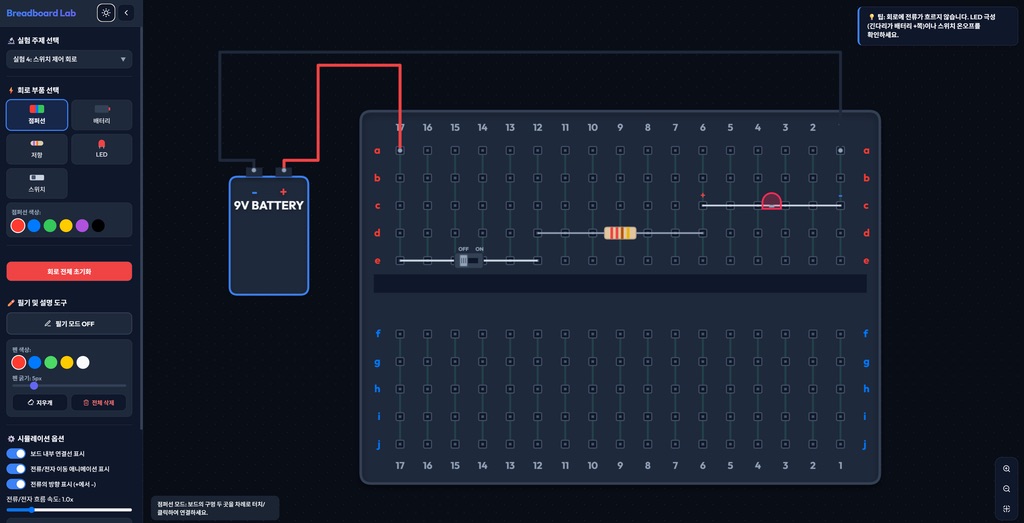 Breadboard Lab
실험 주제 선택
실험 4: 스위치 제어 회로
회로 부품 선택
점퍼선
배터리
저항
LED
스위치
점퍼선 색상:
회로 전체 초기화
필기 및 설명 도구
필기 모드 OFF
펜 색상:
펜 굵기: 5px
지우개
전체 삭제
시뮬레이션 옵션
보드 내부 연결선 표시
전류/전자 이동 애니메이션 표시
전류의 방향 표시 (+에서 -)
전류/전자 흐름 속도: 1.0x
팁: 회로에 전류가 흐르지 않습니다. LED 극성
(긴다리가 배터리 +쪽)이나 스위치 온오프를
확인하세요.
- +
9V BATTERY
17 16 15 14 13 12 11 10 9 8 7 6 5 4 3 2
a a
b b
+ -
c c
d d
OFF ON
e e
f f
g g
h h
i i
j j
17 16 15 14 13 12 11 10 9 8 7 6 5 4 3 2 1
점퍼선 모드: 보드의 구멍 두 곳을 차례로 터치/
클릭하여 연결하세요.